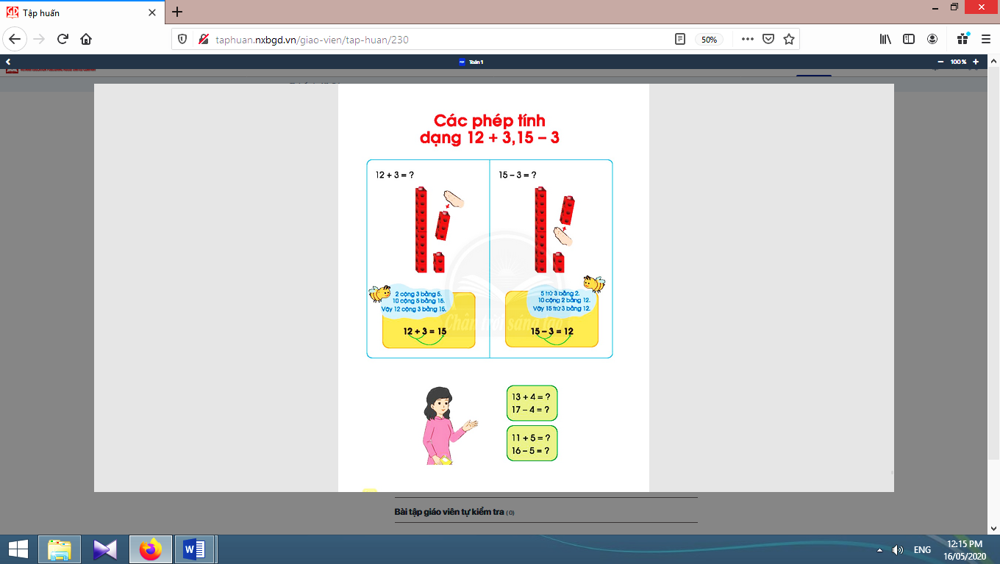 Tập huấn
taphuan.nxbgd.vn/giao-vien/tap-huan/230
50%
Toán 1
100 %
Các phép tính
dạng 12 + 3,15 – 3
12 + 3 = ?
2 cộng 3 bằng 5.
10 cộng 5 bằng 15.
Vậy 12 cộng 3 bằng 15.
12 + 3 = 15
15 – 3 = ?
5 trừ 3 bằng 2.
10 cộng 2 bằng 12.
Vậy 15 trừ 3 bằng 12.
15 – 3 = 12
Chân trời sáng tạo
13 + 4 = ?
17 – 4 = ?
11 + 5 = ?
16 – 5 = ?
Bài tập giáo viên tự kiểm tra (0)
ENG
12:15 PM
16/05/2020